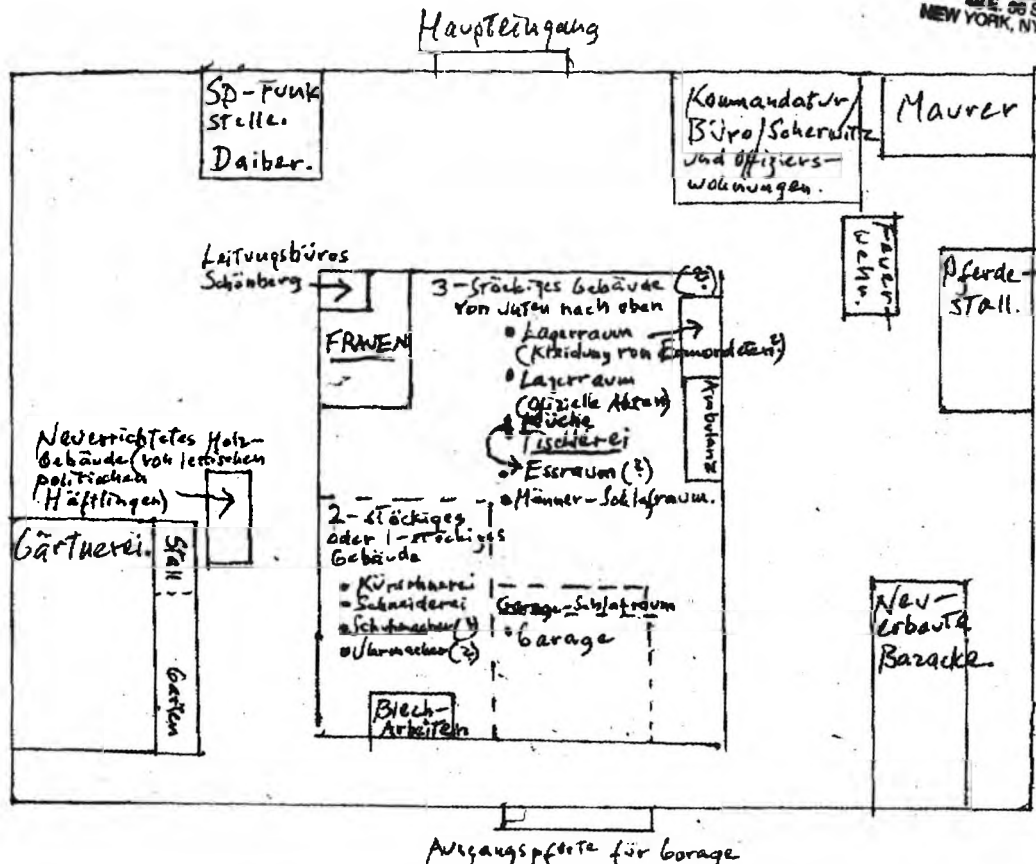 Haupteingang
NEW YORK, NY
SD-Funk
stelle.
Daiber.
Kommandatur/
Büro/Scherwitz
und Offiziers-
wohnungen.
Maurer
Feuer-
wehr.
Pferde-
stall.
Leitungsbüros
Schönberg
FRAUEN
3-stöckiges Gebäude (?)
von unten nach oben
• Lagerraum
(Kleidung von Ermordeten?)
• Lagerraum
(Offizielle Akten)
• Küche
Tischlerei
• Essraum (?)
• Männer-Schlafraum.
Ambulanz
Neuerrichtetes Holz-
Gebäude (von lettischen
politischen
Häftlingen)
Gärtnerei.
Stall
Garten
2-stöckiges
oder 1-stöckiges
Gebäude
• Kürschnerei
• Schneiderei
• Schuhmacher(?)
• Uhrmacher(?)
Garage-Schlafraum
• Garage
Blech-
Arbeiten
Neu-
erbaute
Baracke.
Ausgangspforte für Garage